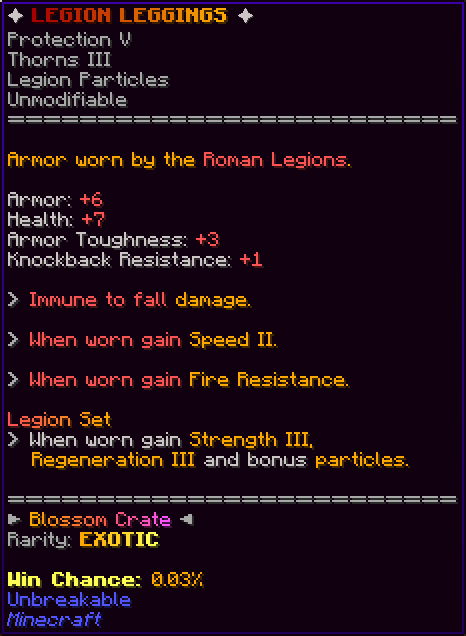 ✦ LEGION LEGGINGS ✦
Protection V
Thorns III
Legion Particles
Unmodifiable
============================
Armor worn by the Roman Legions.
Armor: +6
Health: +7
Armor Toughness: +3
Knockback Resistance: +1
> Immune to fall damage.
> When worn gain Speed II.
> When worn gain Fire Resistance.
Legion Set
> When worn gain Strength III,
Regeneration III and bonus particles.
============================
► Blossom Crate ◄
Rarity: EXOTIC
Win Chance: 0.03%
Unbreakable
Minecraft